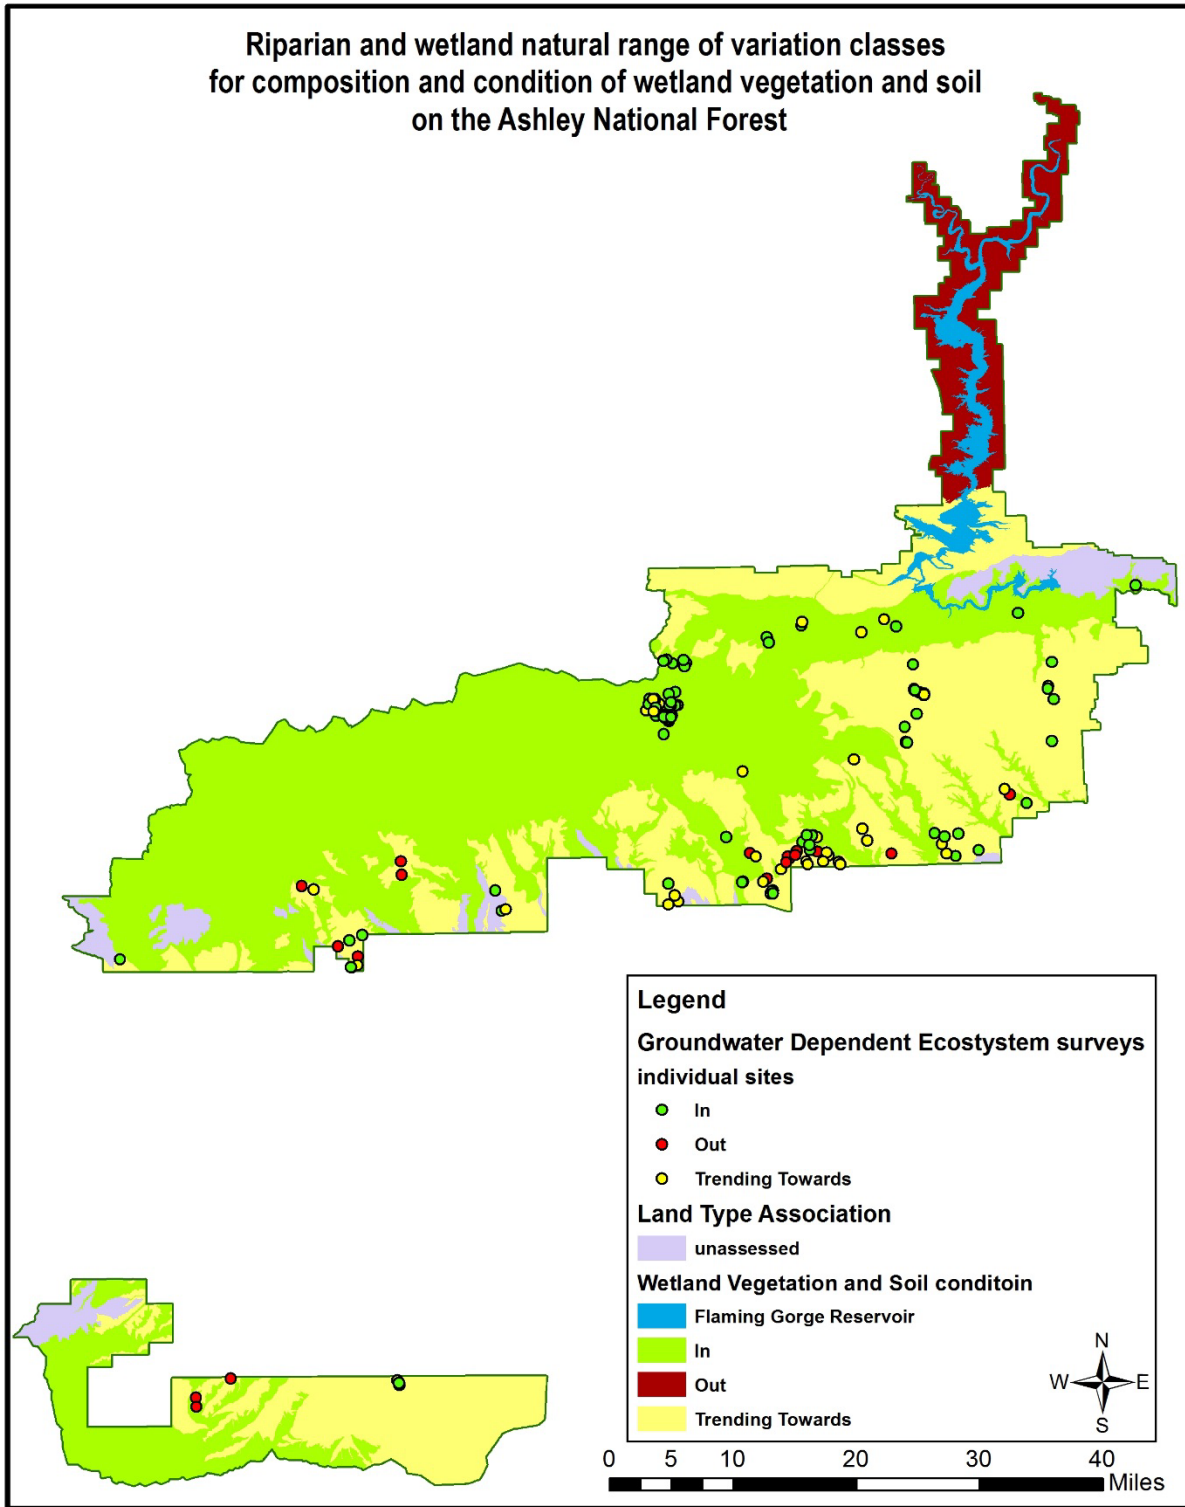 Riparian and wetland natural range of variation classes
for composition and condition of wetland vegetation and soil
on the Ashley National Forest
Legend
Groundwater Dependent Ecostystem surveys
individual sites
In
Out
Trending Towards
Land Type Association
unassessed
Wetland Vegetation and Soil conditoin
Flaming Gorge Reservoir
In
Out
Trending Towards
N
W E
S
0 5 10 20 30 40
Miles